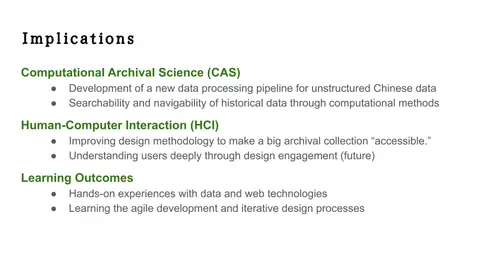 Implications
Computational Archival Science (CAS)
● Development of a new data processing pipeline for unstructured Chinese data
● Searchability and navigability of historical data through computational methods
Human-Computer Interaction (HCI)
● Improving design methodology to make a big archival collection “accessible.”
● Understanding users deeply through design engagement (future)
Learning Outcomes
● Hands-on experiences with data and web technologies
● Learning the agile development and iterative design processes